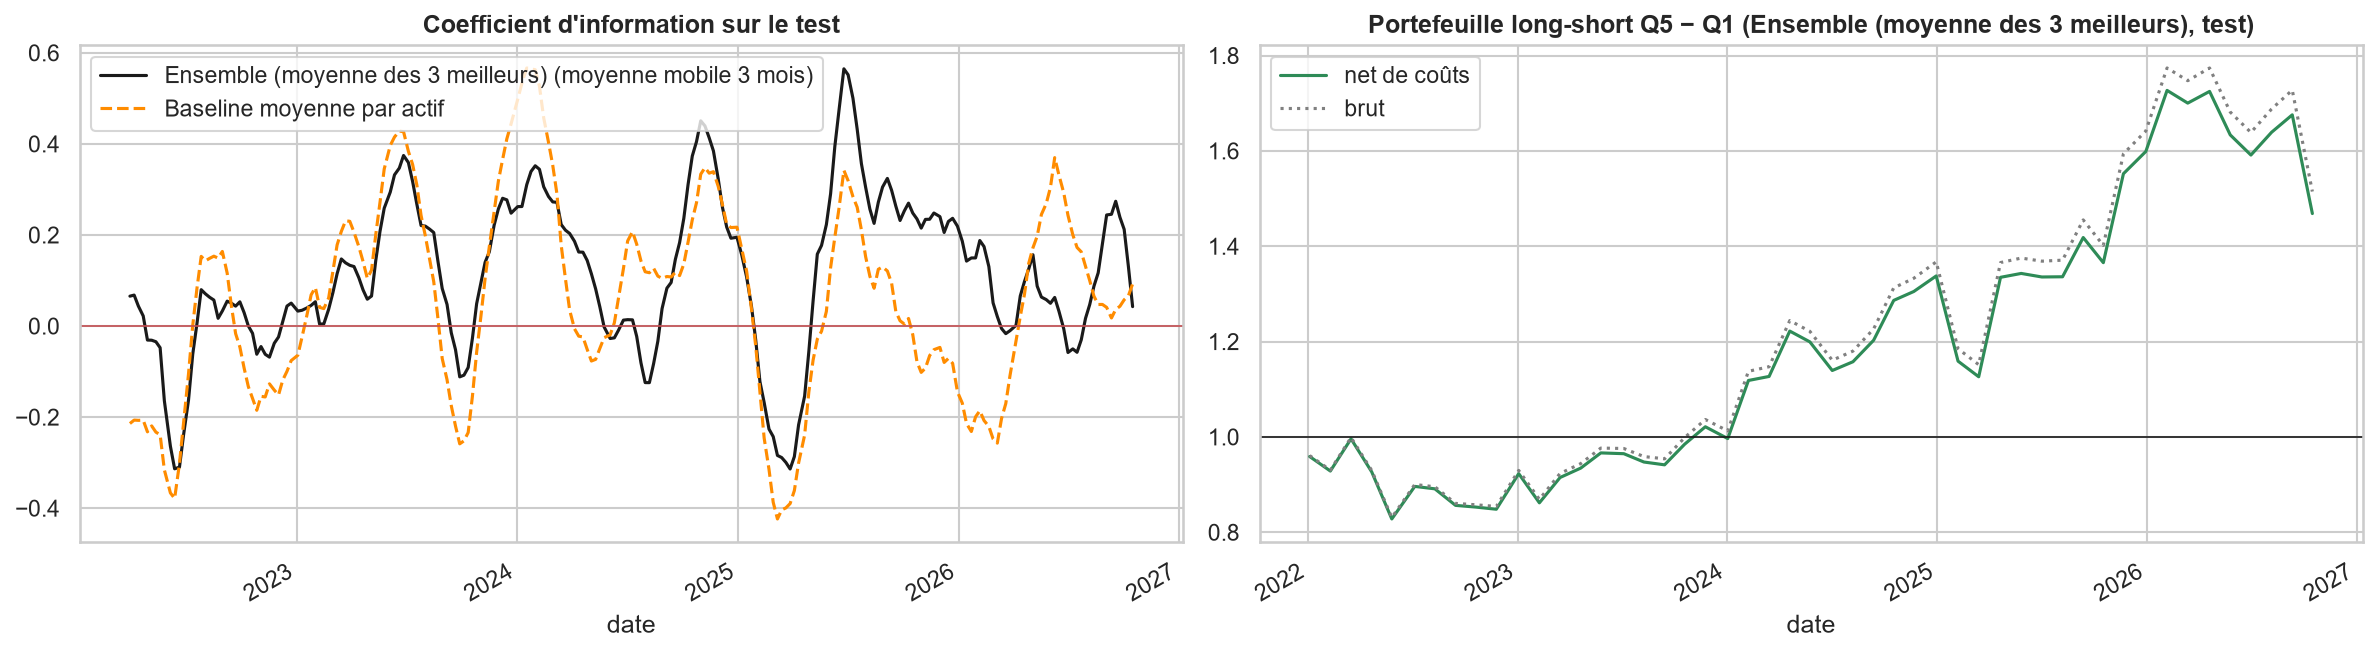 Coefficient d'information sur le test
0.6
0.4
0.2
0.0
−0.2
−0.4
Ensemble (moyenne des 3 meilleurs) (moyenne mobile 3 mois)
Baseline moyenne par actif
2023
2024
2025
2026
2027
date
Portefeuille long-short Q5 − Q1 (Ensemble (moyenne des 3 meilleurs), test)
1.8
1.6
1.4
1.2
1.0
0.8
net de coûts
brut
2022
2023
2024
2025
2026
2027
date